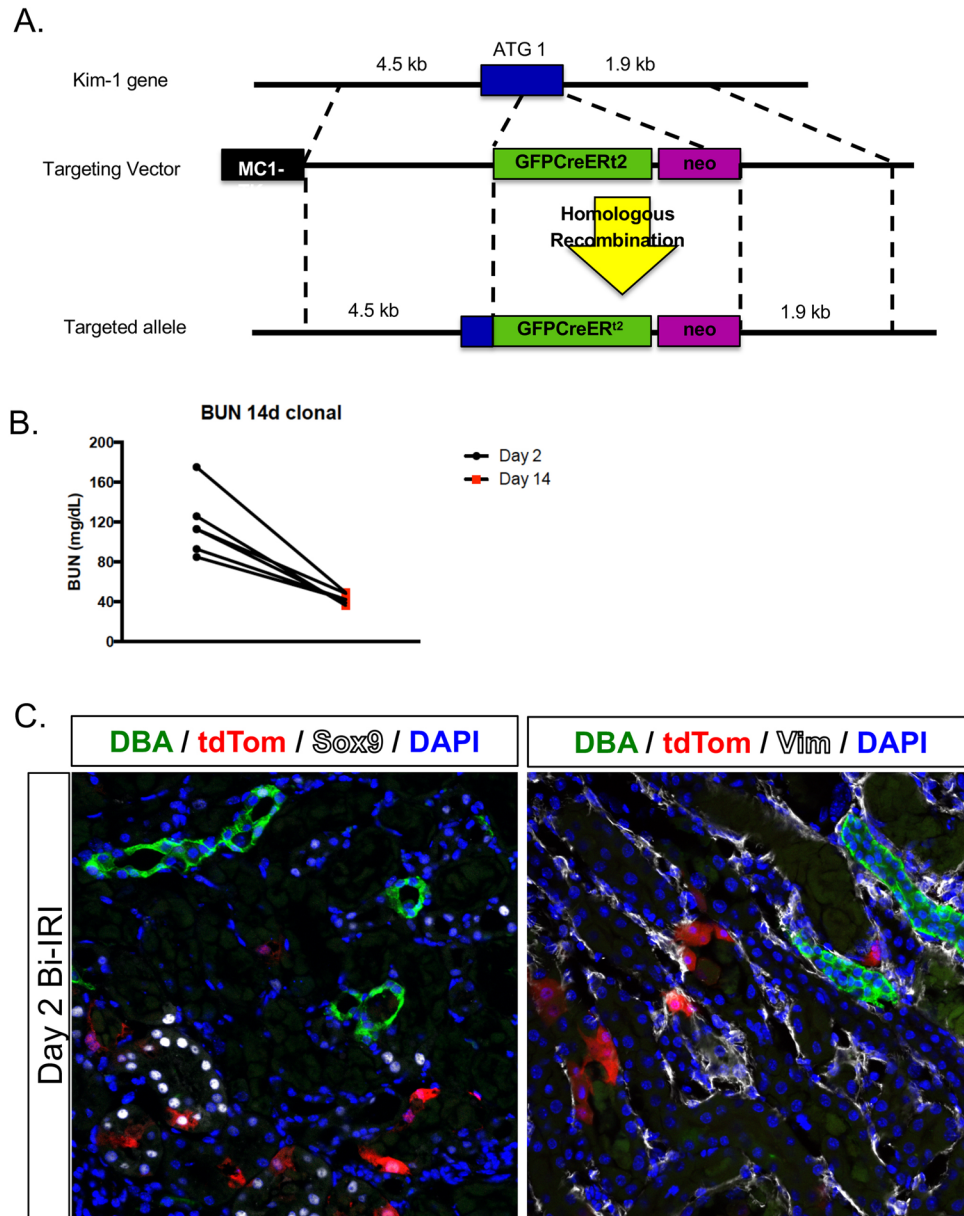 A.
ATG 1
4.5 kb
1.9 kb
Kim-1 gene
Targeting Vector
MC1-
GFPCreERt2
neo
Homologous
Recombination
4.5 kb
1.9 kb
Targeted allele
GFPCreERt2
neo
B.
BUN 14d clonal
200
160
120
80
40
0
BUN (mg/dL)
Day 2
Day 14
C.
DBA / tdTom / Sox9 / DAPI
DBA / tdTom / Vim / DAPI
Day 2 Bi-IRI